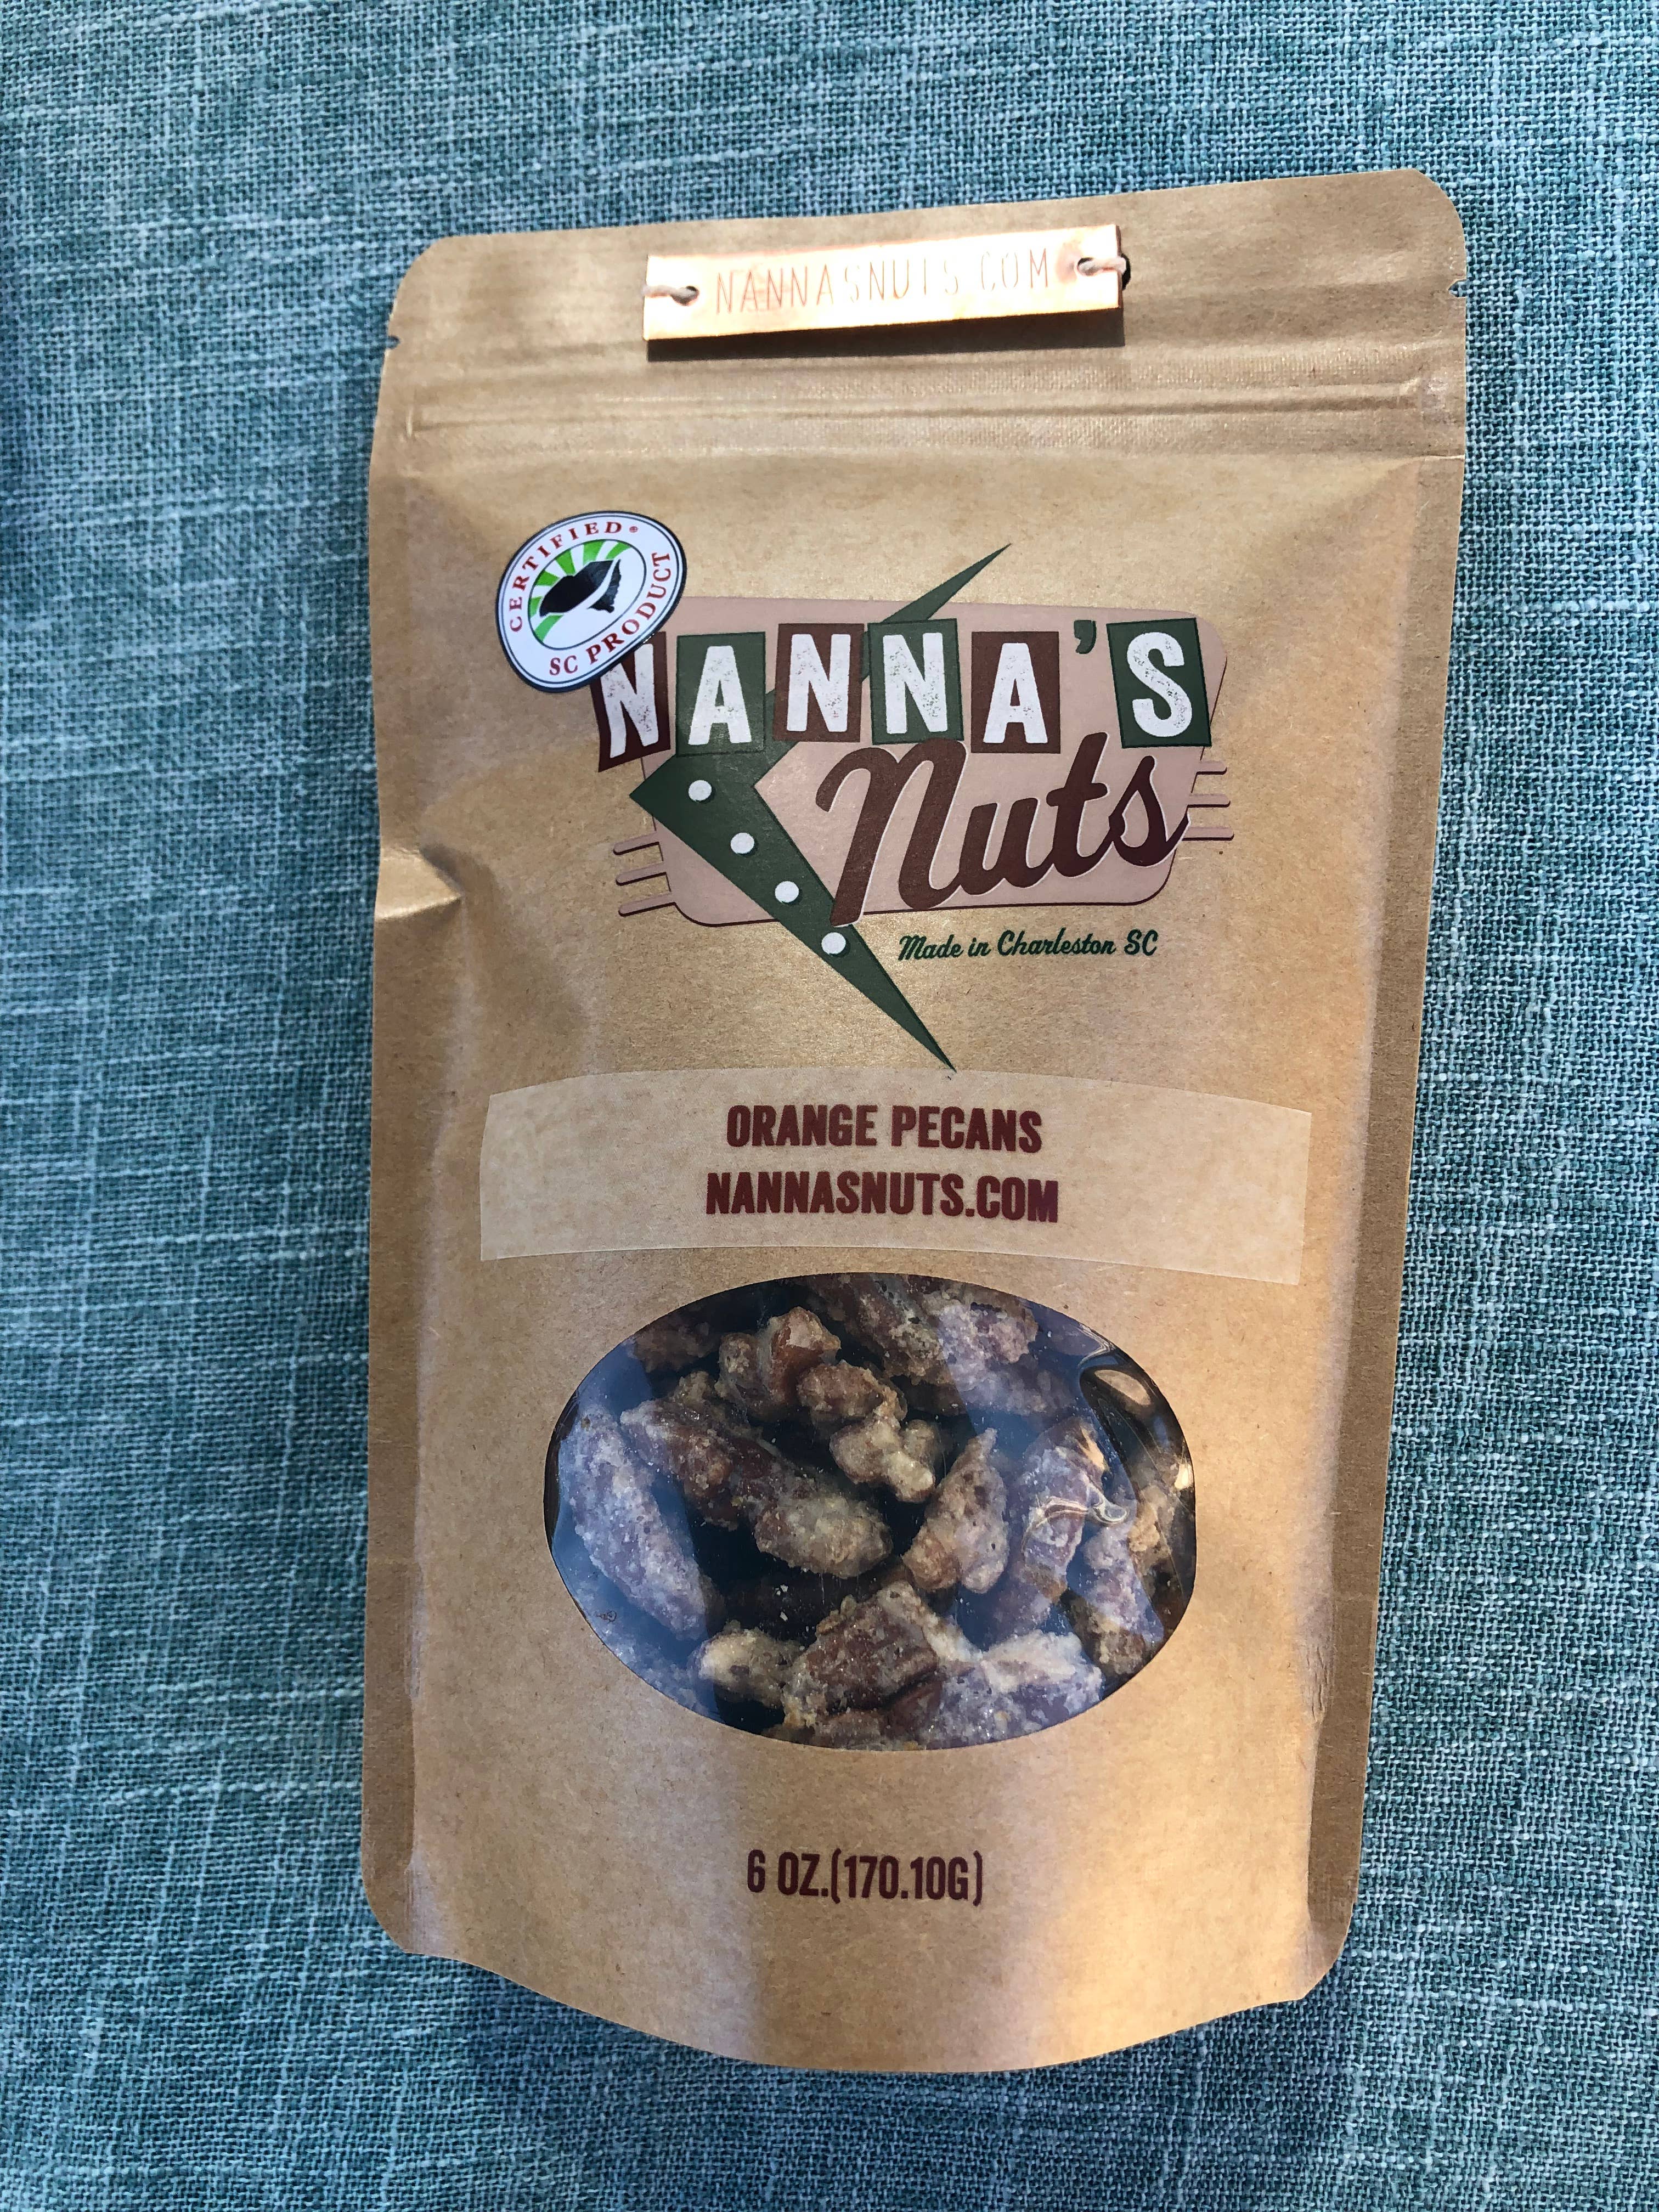 NANNASNUTS.COM
CERTIFIED®
SC PRODUCT
NANNA'S
Nuts
Made in Charleston SC
ORANGE PECANS
NANNASNUTS.COM
6 OZ.(170.10G)